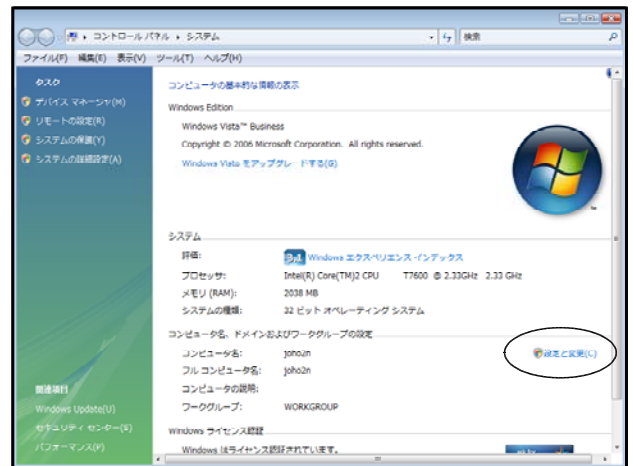 コントロール パネル ▸ システム
検索
ファイル(F) 編集(E) 表示(V) ツール(T) ヘルプ(H)
タスク
デバイス マネージャ(M)
リモートの設定(R)
システムの保護(Y)
システムの詳細設定(A)
関連項目
Windows Update(U)
セキュリティ センター(S)
パフォーマンス(P)
コンピュータの基本的な情報の表示
Windows Edition
Windows Vista™ Business
Copyright © 2006 Microsoft Corporation. All rights reserved.
Windows Vista をアップグレードする(G)
システム
評価: 3.1 Windows エクスペリエンス インデックス
プロセッサ: Intel(R) Core(TM)2 CPU T7600 @ 2.33GHz 2.33 GHz
メモリ (RAM): 2038 MB
システムの種類: 32 ビット オペレーティング システム
コンピュータ名、ドメインおよびワークグループの設定
コンピュータ名: joho2n 設定と変更(C)
フル コンピュータ名: joho2n
コンピュータの説明:
ワークグループ: WORKGROUP
Windows ライセンス認証
Windows はライセンス認証されています。